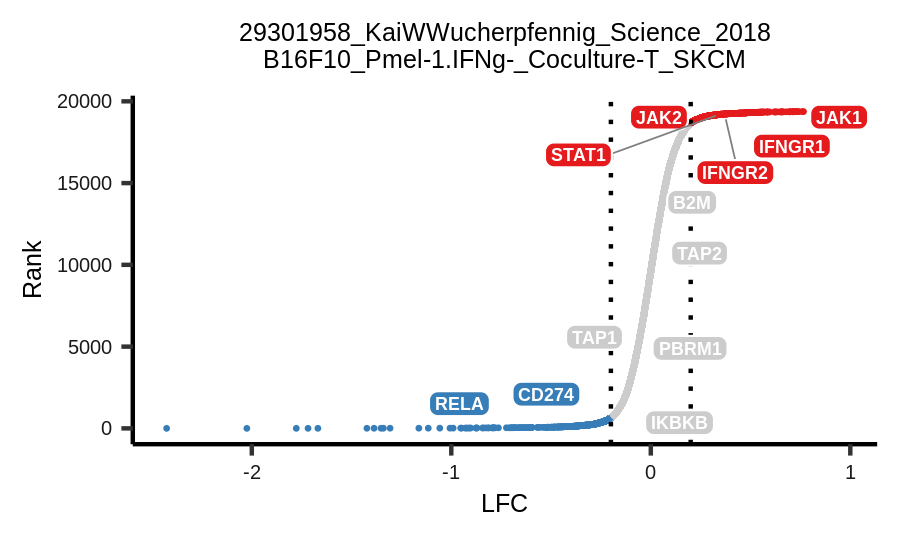 29301958_KaiWWucherpfennig_Science_2018
B16F10_Pmel-1.IFNg-_Coculture-T_SKCM
20000
15000
10000
5000
0
Rank
JAK2
JAK1
STAT1
IFNGR1
IFNGR2
B2M
TAP2
TAP1
PBRM1
CD274
RELA
IKBKB
-2
-1
0
1
LFC